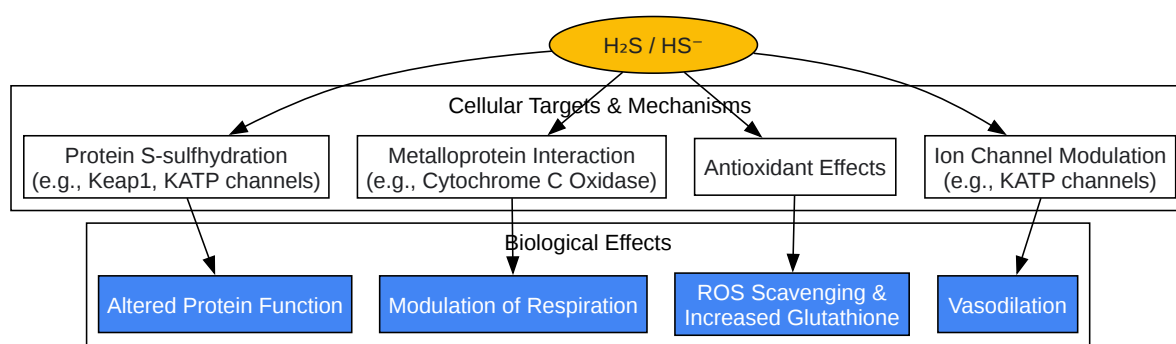 H₂S / HS⁻
Cellular Targets & Mechanisms
Protein S-sulfhydration
(e.g., Keap1, KATP channels)
Metalloprotein Interaction
(e.g., Cytochrome C Oxidase)
Antioxidant Effects
Ion Channel Modulation
(e.g., KATP channels)
Biological Effects
Altered Protein Function
Modulation of Respiration
ROS Scavenging &
Increased Glutathione
Vasodilation